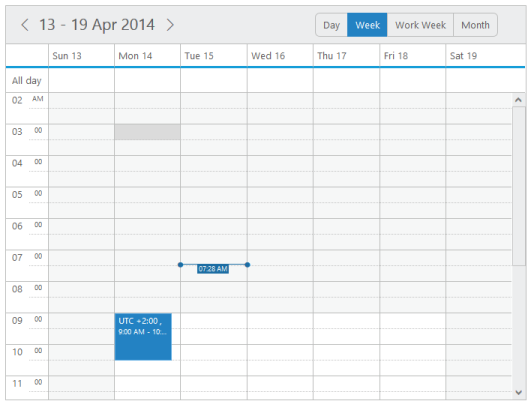 13 - 19 Apr 2014
Day Week Work Week Month
Sun 13 Mon 14 Tue 15 Wed 16 Thu 17 Fri 18 Sat 19
All day
02 AM
03 00
04 00
05 00
06 00
07 00
07:28 AM
08 00
09 00
UTC +2:00 ,
9:00 AM – 10...
10 00
11 00